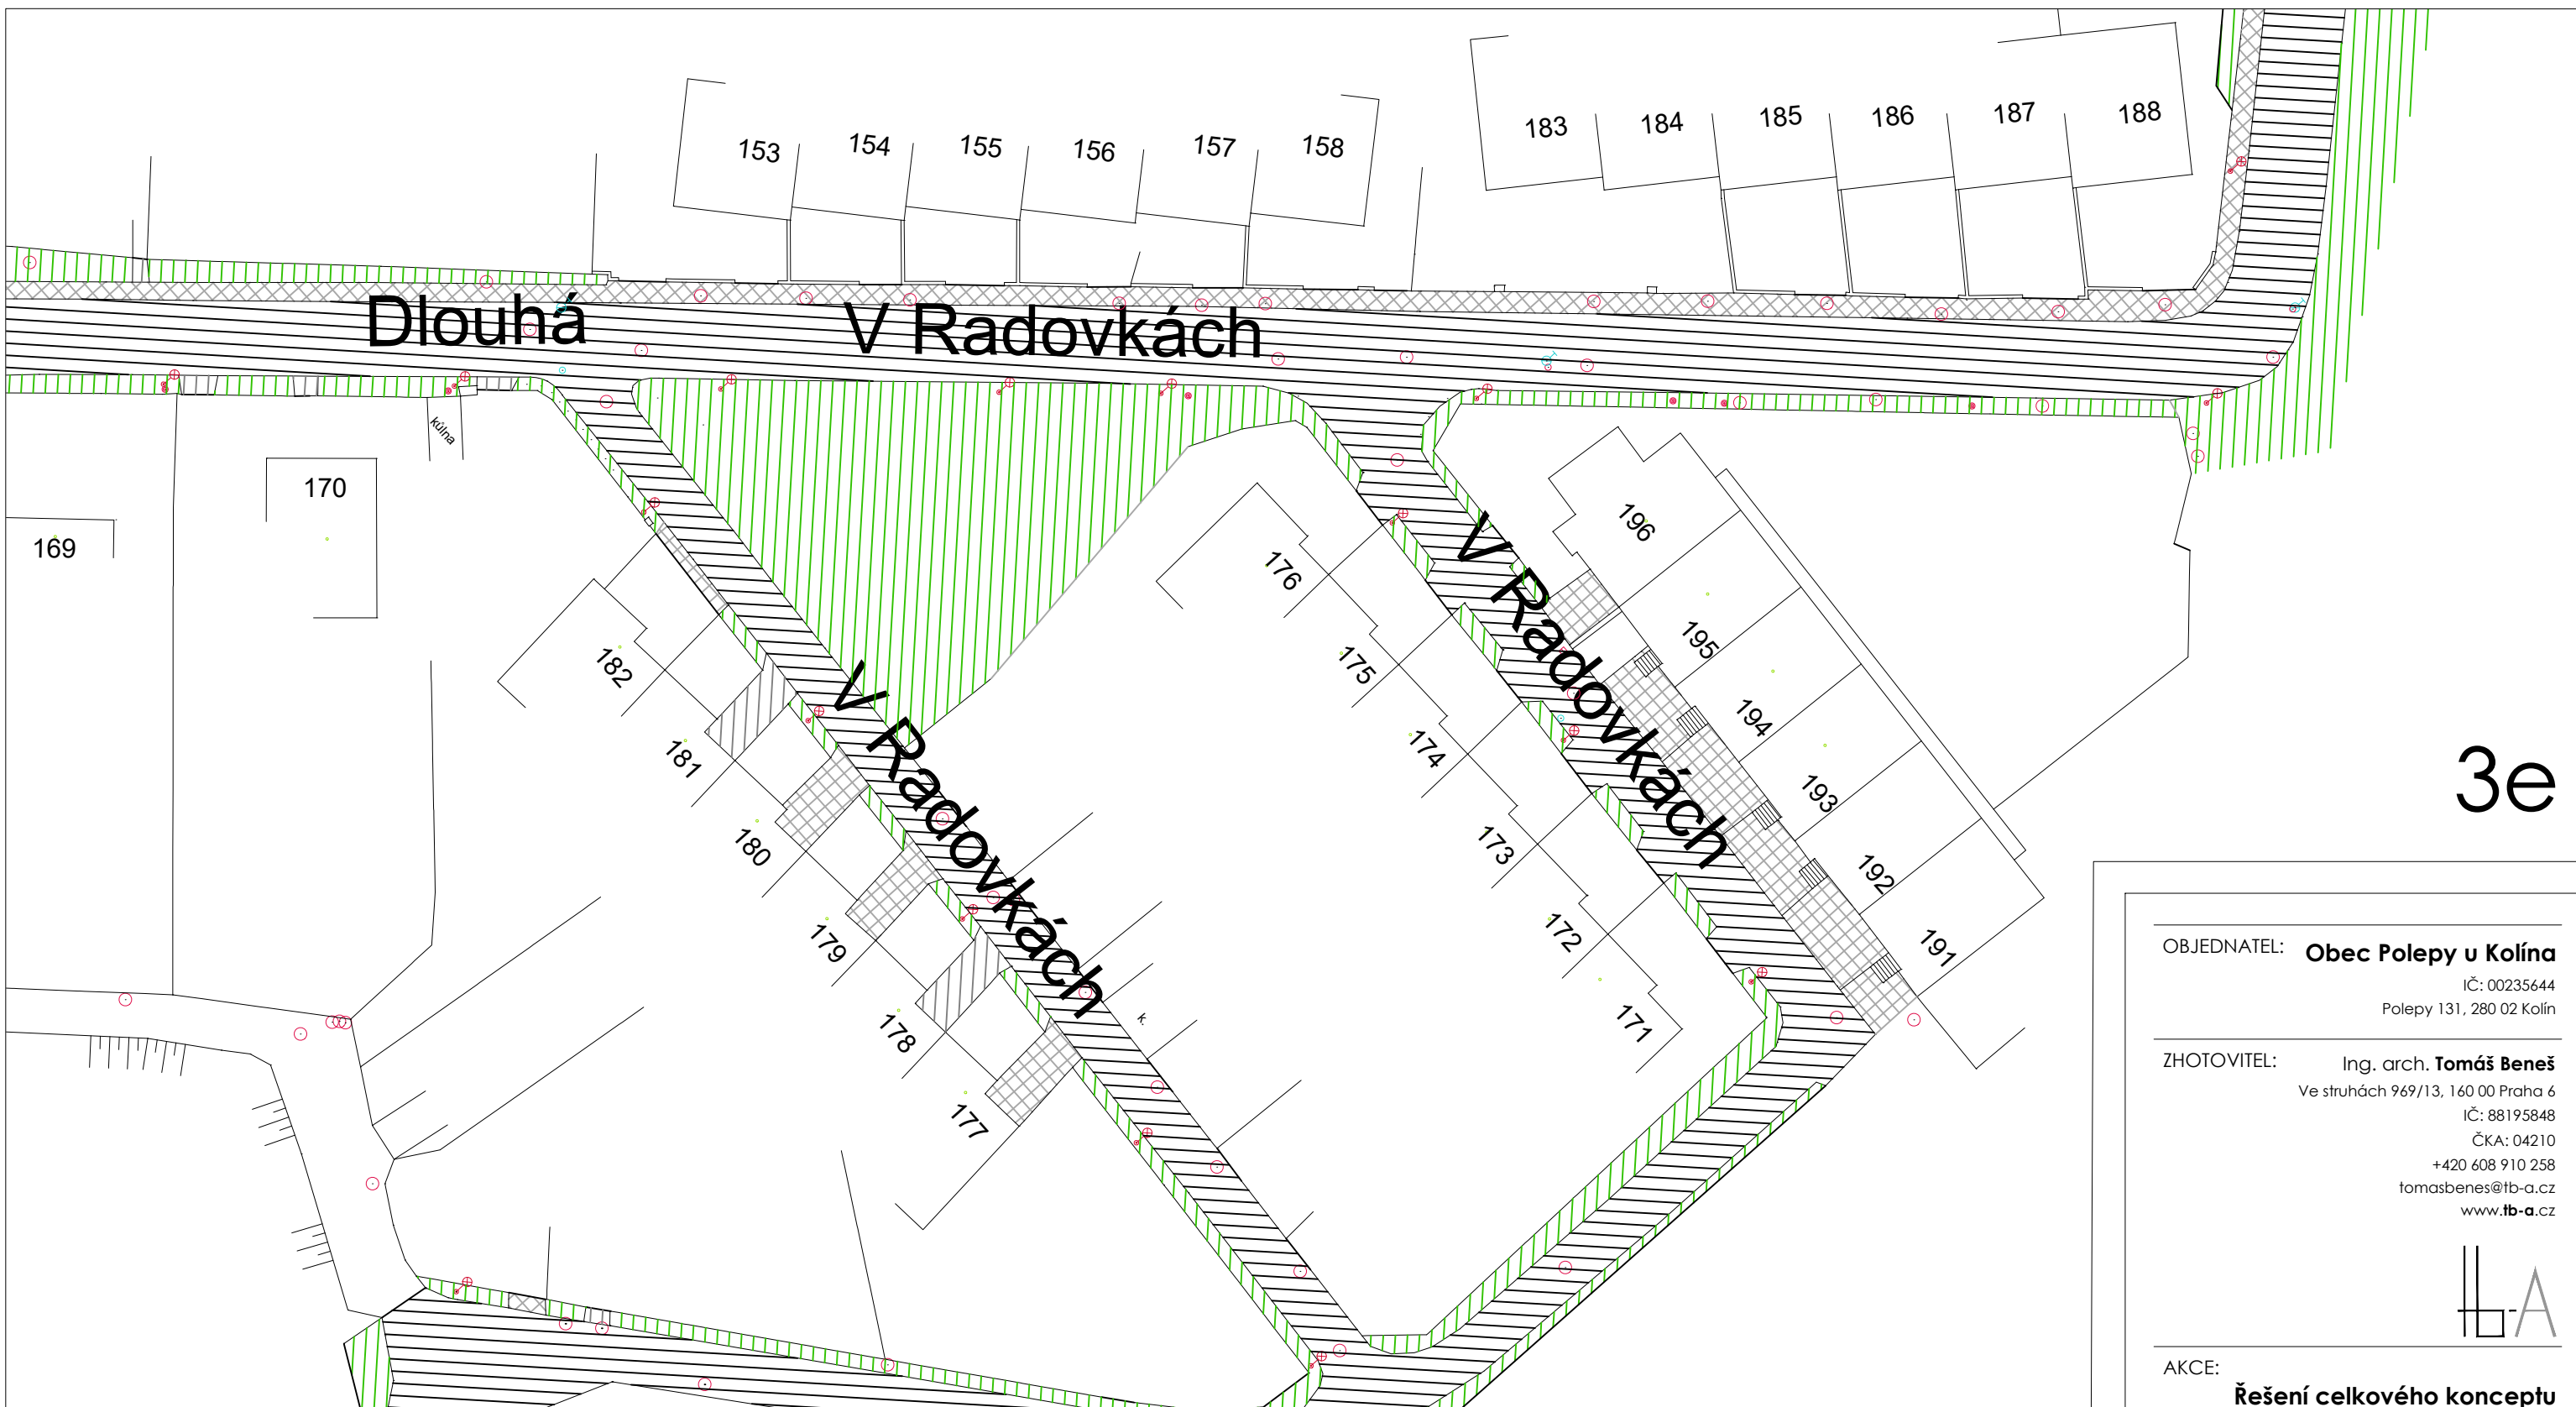 153 154 155 156 157 158
183 184 185 186 187 188
Dlouhá
V Radovkách
kůlna
170
169
196
195
194
193
192
191
176
175
174
173
172
171
V Radovkách
182
181
180
179
178
177
V Radovkách
k.
3e
OBJEDNATEL: Obec Polepy u Kolína
IČ: 00235644
Polepy 131, 280 02 Kolín
ZHOTOVITEL: Ing. arch. Tomáš Beneš
Ve struhách 969/13, 160 00 Praha 6
IČ: 88195848
ČKA: 04210
+420 608 910 258
tomasbenes@tb-a.cz
www.tb-a.cz
tb-A
AKCE:
Řešení celkového konceptu